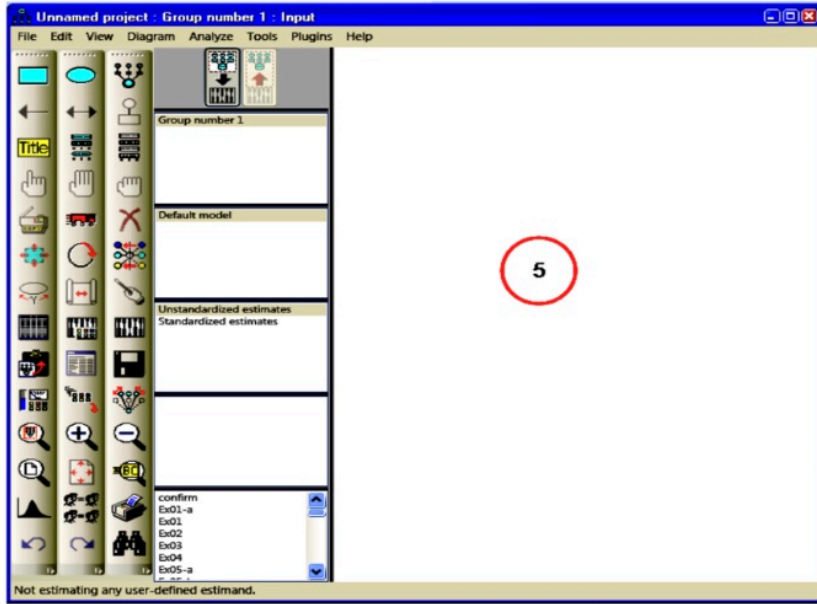 Unnamed project : Group number 1 : Input
File Edit View Diagram Analyze Tools Plugins Help
Title
Group number 1
Default model
5
Unstandardized estimates
Standardized estimates
confirm
Ex01-a
Ex01
Ex02
Ex03
Ex04
Ex05-a
Not estimating any user-defined estimand.